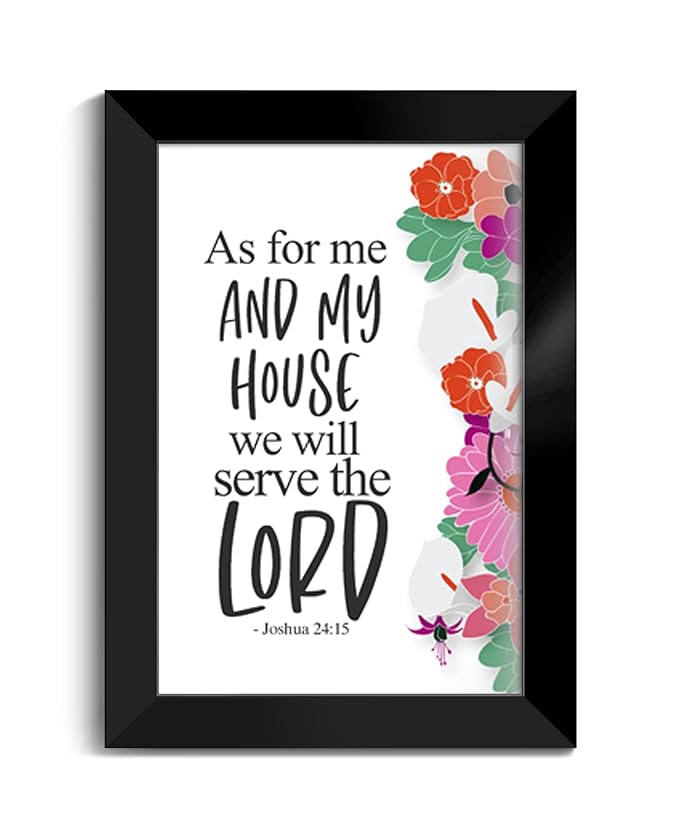 As for me
AND MY
HOUSE
we will
serve the
LORD
- Joshua 24:15